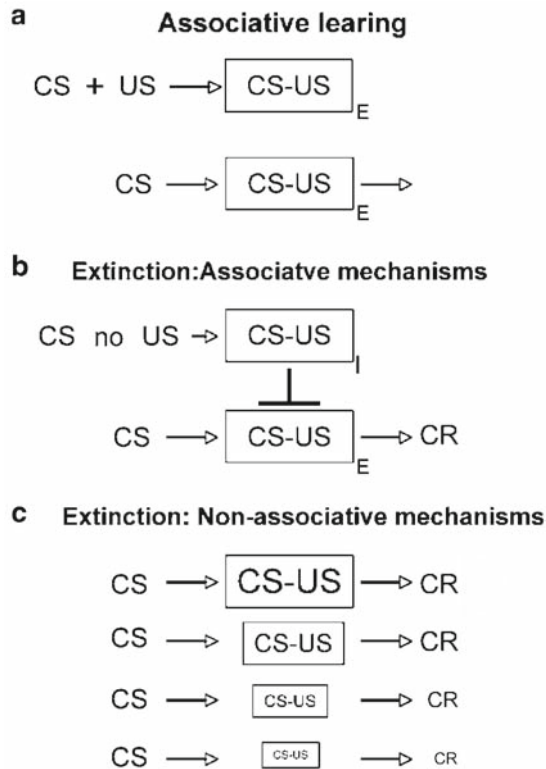 a
Associative learing
CS + US CS-US E
CS CS-US E
b
Extinction:Associatve mechanisms
CS no US CS-US I
CS CS-US E CR
c
Extinction: Non-associative mechanisms
CS CS-US CR
CS CS-US CR
CS CS-US CR
CS CS-US CR